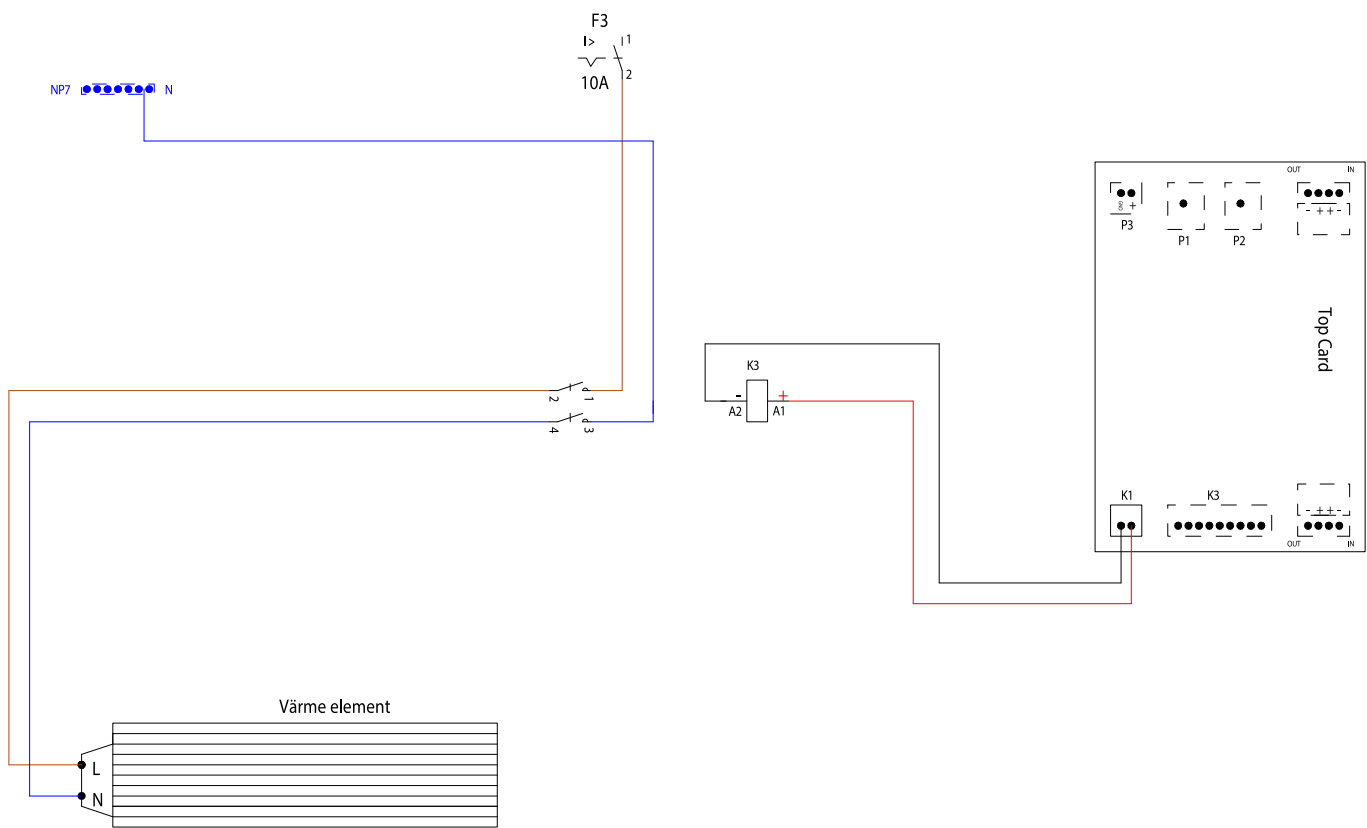 F3
I>
1
2
10A
NP7
N
OUT
IN
GND
+
- ++-
P3
P1
P2
Top Card
K3
-
+
A2
A1
2
1
4
3
K1
K3
- ++-
OUT
IN
Värme element
L
N